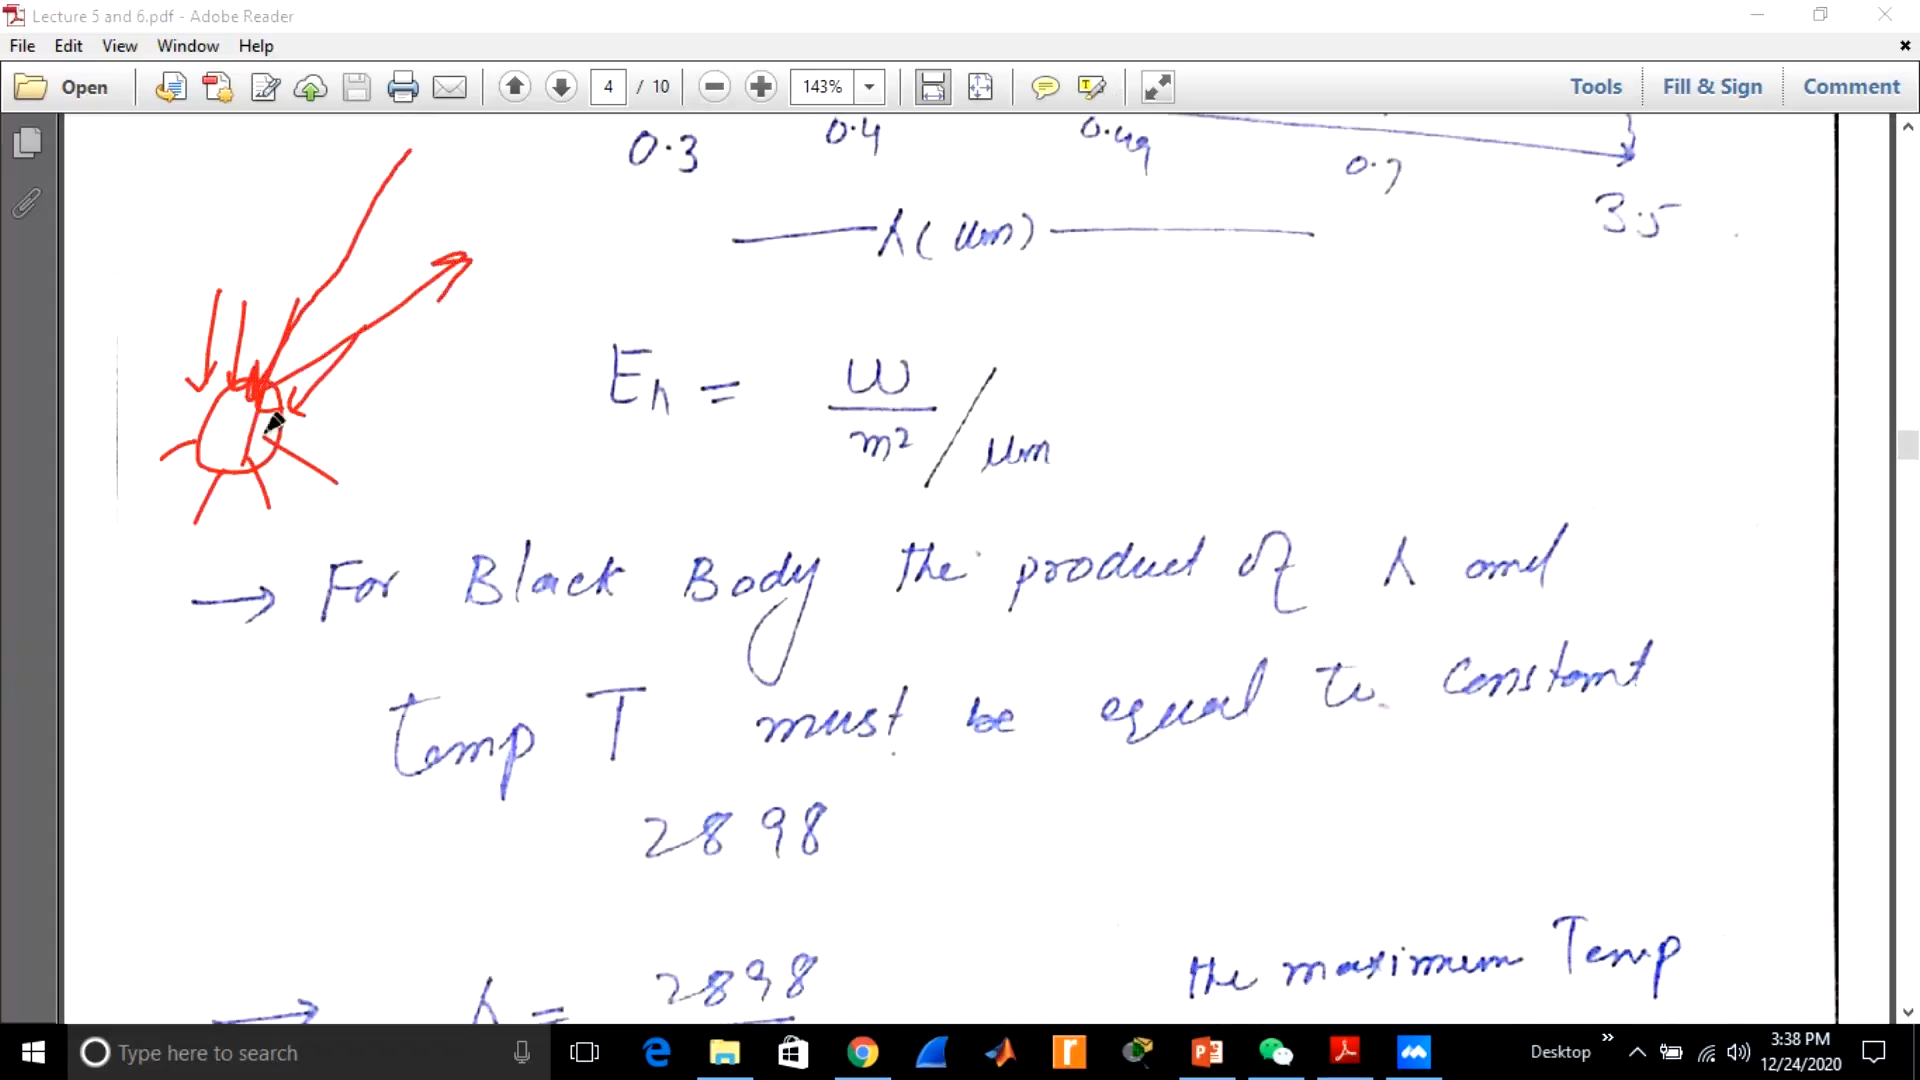 Lecture 5 and 6.pdf - Adobe Reader
File Edit View Window Help
Open 4 / 10 143% Tools Fill & Sign Comment
0.3 0.4 0.49 0.7 3.5
λ (um)
Eλ = W / m² / um
→ For Black Body the product of λ and
temp T must be equal to constant
2898
the maximum Temp
→ λ = 2898
Type here to search
Desktop
3:38 PM
12/24/2020